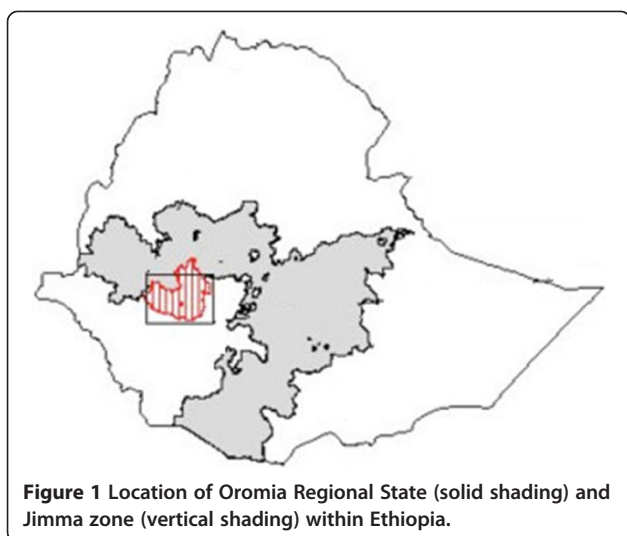 Figure 1 Location of Oromia Regional State (solid shading) and
Jimma zone (vertical shading) within Ethiopia.